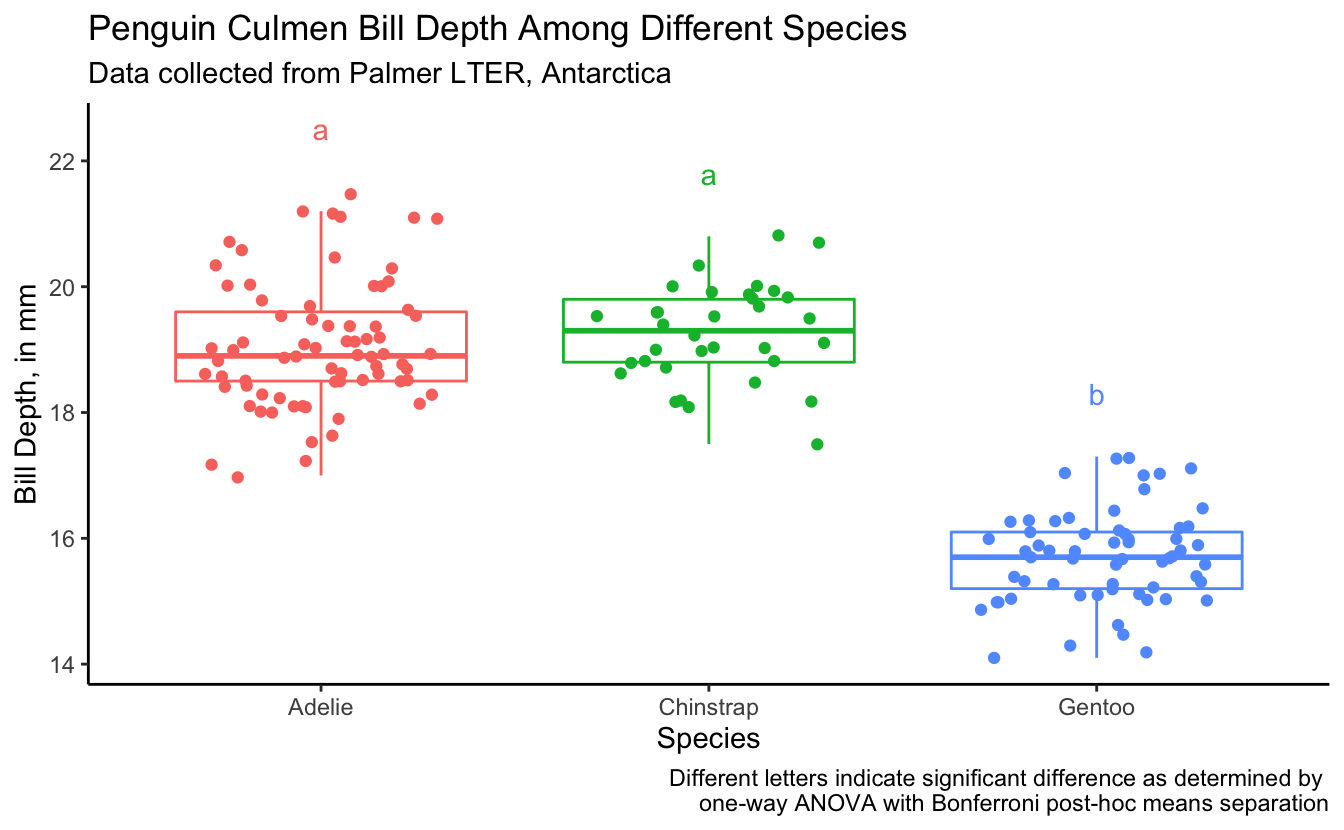 Penguin Culmen Bill Depth Among Different Species
Data collected from Palmer LTER, Antarctica
Bill Depth, in mm
22
20
18
16
14
a
a
b
Adelie
Chinstrap
Gentoo
Species
Different letters indicate significant difference as determined by
one-way ANOVA with Bonferroni post-hoc means separation